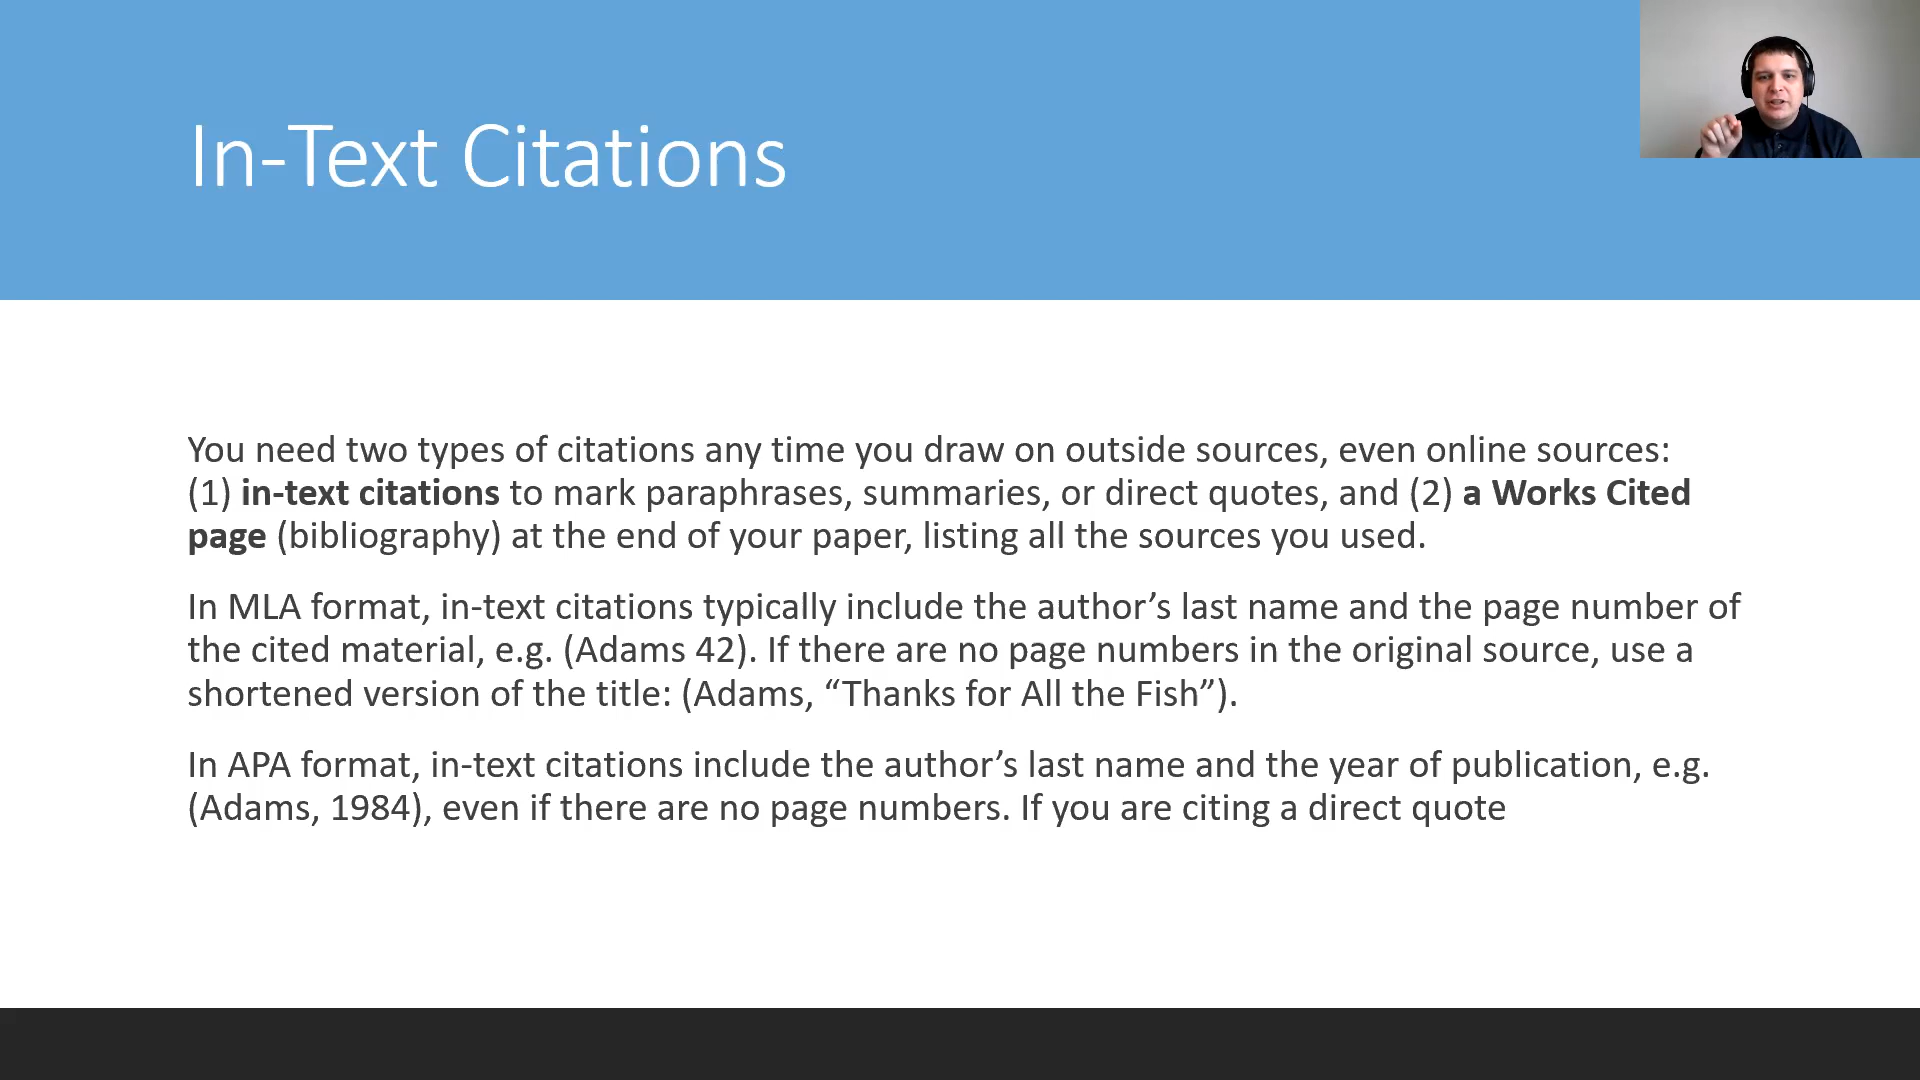 In-Text Citations
You need two types of citations any time you draw on outside sources, even online sources:
(1) in-text citations to mark paraphrases, summaries, or direct quotes, and (2) a Works Cited
page (bibliography) at the end of your paper, listing all the sources you used.
In MLA format, in-text citations typically include the author’s last name and the page number of
the cited material, e.g. (Adams 42). If there are no page numbers in the original source, use a
shortened version of the title: (Adams, “Thanks for All the Fish”).
In APA format, in-text citations include the author’s last name and the year of publication, e.g.
(Adams, 1984), even if there are no page numbers. If you are citing a direct quote